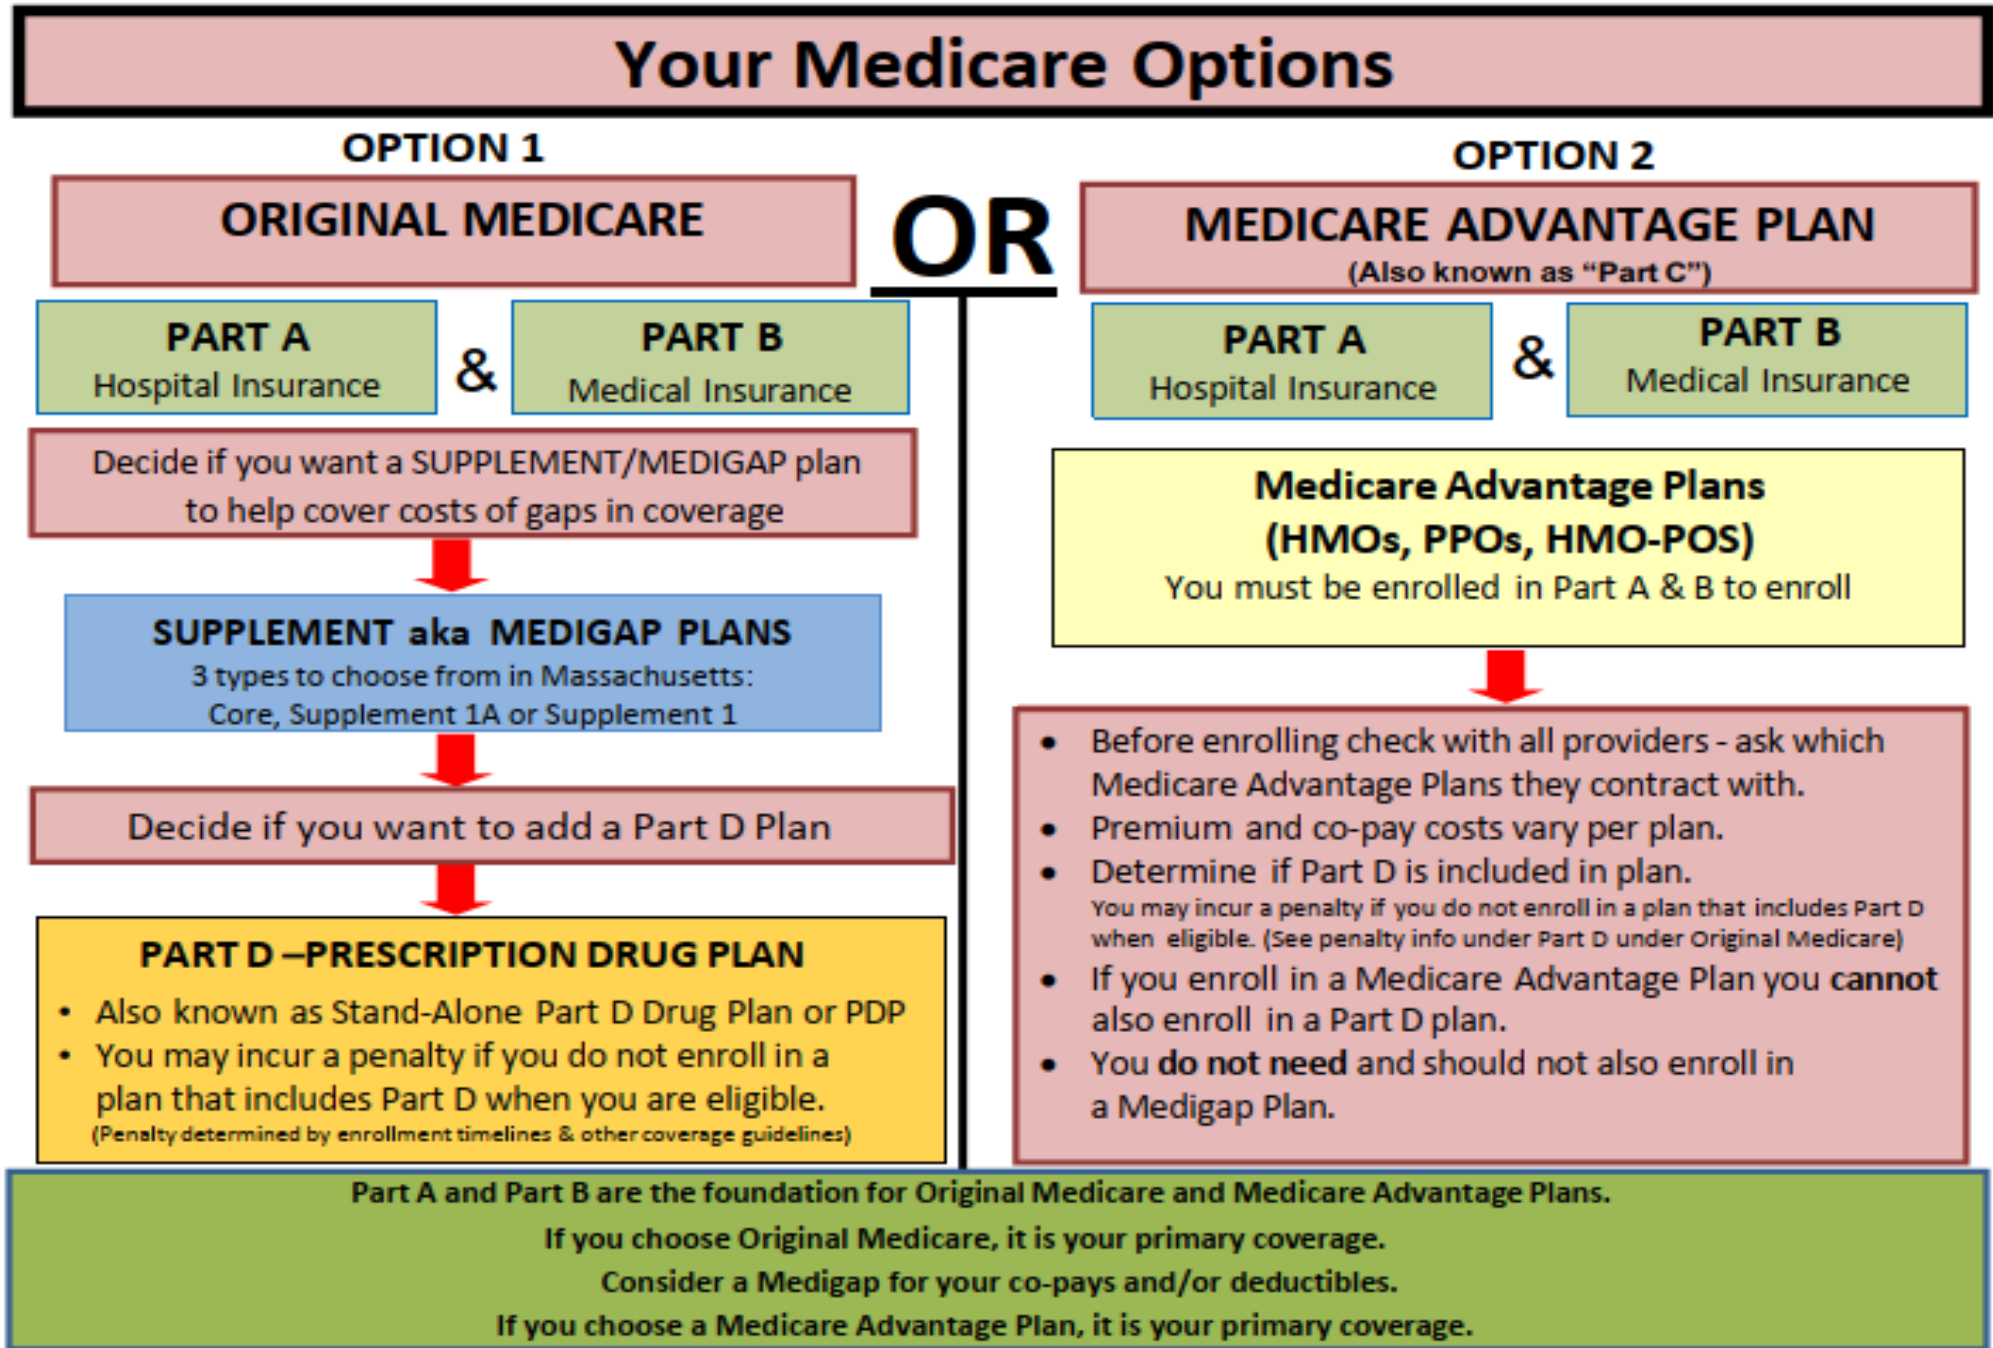 Your Medicare Options
OPTION 1
ORIGINAL MEDICARE
PART A
Hospital Insurance
&
PART B
Medical Insurance
Decide if you want a SUPPLEMENT/MEDIGAP plan
to help cover costs of gaps in coverage
SUPPLEMENT aka MEDIGAP PLANS
3 types to choose from in Massachusetts:
Core, Supplement 1A or Supplement 1
Decide if you want to add a Part D Plan
PART D –PRESCRIPTION DRUG PLAN
• Also known as Stand-Alone Part D Drug Plan or PDP
• You may incur a penalty if you do not enroll in a
plan that includes Part D when you are eligible.
(Penalty determined by enrollment timelines & other coverage guidelines)
OR
OPTION 2
MEDICARE ADVANTAGE PLAN
(Also known as “Part C”)
PART A
Hospital Insurance
&
PART B
Medical Insurance
Medicare Advantage Plans
(HMOs, PPOs, HMO-POS)
You must be enrolled in Part A & B to enroll
• Before enrolling check with all providers - ask which
Medicare Advantage Plans they contract with.
• Premium and co-pay costs vary per plan.
• Determine if Part D is included in plan.
You may incur a penalty if you do not enroll in a plan that includes Part D
when eligible. (See penalty info under Part D under Original Medicare)
• If you enroll in a Medicare Advantage Plan you cannot
also enroll in a Part D plan.
• You do not need and should not also enroll in
a Medigap Plan.
Part A and Part B are the foundation for Original Medicare and Medicare Advantage Plans.
If you choose Original Medicare, it is your primary coverage.
Consider a Medigap for your co-pays and/or deductibles.
If you choose a Medicare Advantage Plan, it is your primary coverage.